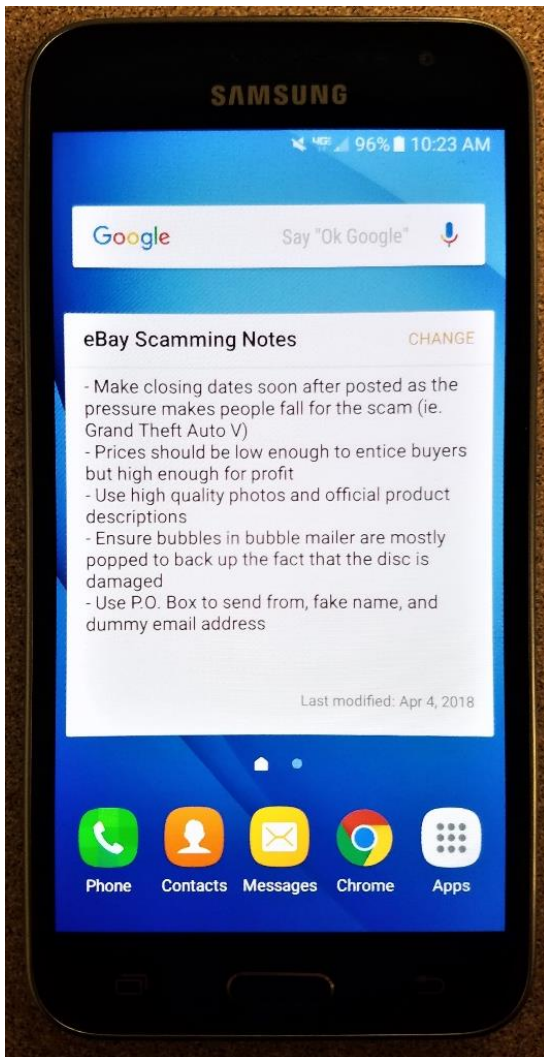 SAMSUNG
96% 10:23 AM
Google Say "Ok Google"
eBay Scamming Notes CHANGE
- Make closing dates soon after posted as the
pressure makes people fall for the scam (ie.
Grand Theft Auto V)
- Prices should be low enough to entice buyers
but high enough for profit
- Use high quality photos and official product
descriptions
- Ensure bubbles in bubble mailer are mostly
popped to back up the fact that the disc is
damaged
- Use P.O. Box to send from, fake name, and
dummy email address
Last modified: Apr 4, 2018
Phone Contacts Messages Chrome Apps